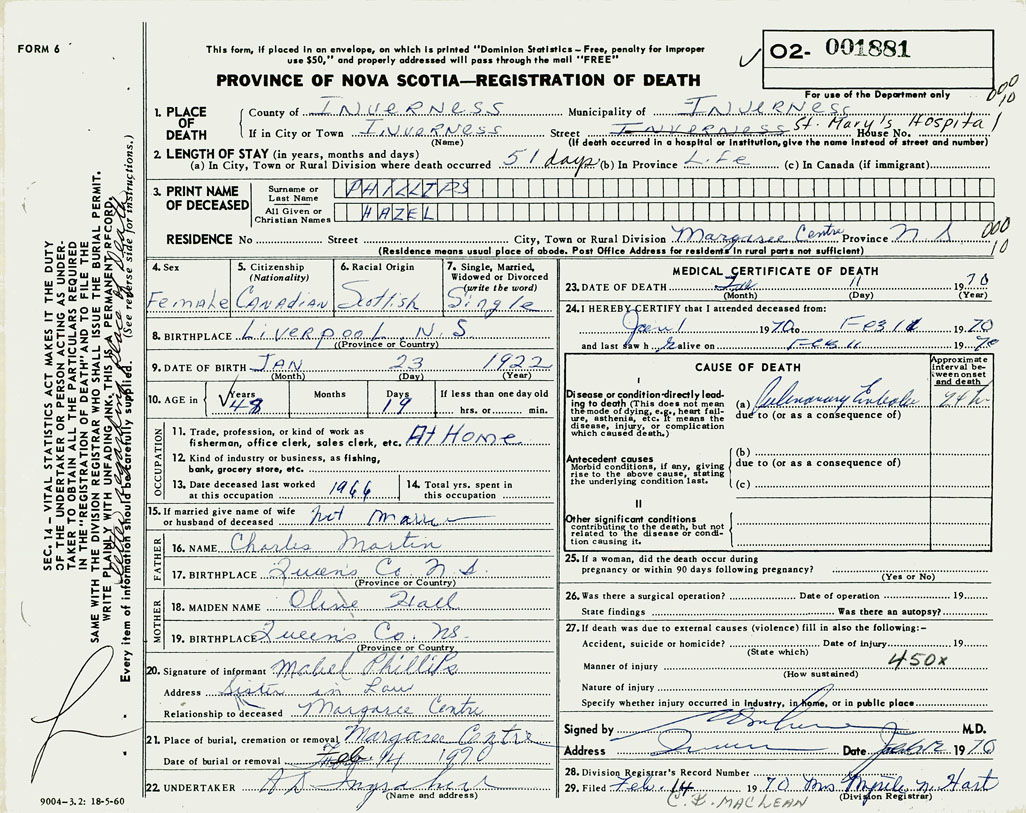 FORM 6
This form, if placed in an envelope, on which is printed "Dominion Statistics – Free, penalty for improper
use $50," and properly addressed will pass through the mail "FREE"
02- 001881
For use of the Department only
PROVINCE OF NOVA SCOTIA—REGISTRATION OF DEATH
000
10
1. PLACE OF DEATH
County of INVERNESS Municipality of INVERNESS
If in City or Town INVERNESS Street INVERNESS St. Mary's Hospital House No.
(Name) (If death occurred in a hospital or institution, give the name instead of street and number)
2. LENGTH OF STAY (in years, months and days)
(a) In City, Town or Rural Division where death occurred 51 days (b) In Province Life (c) In Canada (if immigrant)
3. PRINT NAME OF DECEASED
Surname or Last Name PHILLIPS
All Given or Christian Names HAZEL
RESIDENCE No Street City, Town or Rural Division Margaree Centre Province N S
000
10
(Residence means usual place of abode. Post Office Address for residents in rural parts not sufficient)
4. Sex Female
5. Citizenship (Nationality) Canadian
6. Racial Origin Scottish
7. Single, Married, Widowed or Divorced (write the word) Single
8. BIRTHPLACE Liverpool N.S
(Province or Country)
9. DATE OF BIRTH JAN 23 1922
(Month) (Day) (Year)
10. AGE in Years 48 Months Days 19 If less than one day old hrs. or min.
OCCUPATION
11. Trade, profession, or kind of work as fisherman, office clerk, sales clerk, etc. At Home
12. Kind of industry or business, as fishing, bank, grocery store, etc.
13. Date deceased last worked at this occupation 1966
14. Total yrs. spent in this occupation
15. If married give name of wife or husband of deceased not
FATHER
16. NAME Charles Martin
17. BIRTHPLACE Queens Co. N.S.
(Province or Country)
MOTHER
18. MAIDEN NAME Olive Hall
19. BIRTHPLACE Queen's Co. NS.
(Province or Country
20. Signature of informant Mabel Phillips
Address Sister in Law
Relationship to deceased Margaree Centre
21. Place of burial, cremation or removal Margaree Centre
Date of burial or removal Feb. 14 1970
22. UNDERTAKER
(Name and address)
MEDICAL CERTIFICATE OF DEATH
23. DATE OF DEATH 11 1970
(Month) (Day) (Year)
24. I HEREBY CERTIFY that I attended deceased from:
Jan 1 1970 to Feb 11 1970
and last saw h alive on Feb 11 1970
CAUSE OF DEATH
Approximate interval between onset and death
I
Disease or condition directly leading to death (This does not mean the mode of dying, e.g., heart failure, asthenia, etc. It means the disease, injury, or complication which caused death.)
(a) Pulmonary Embolus 24 hr
due to (or as a consequence of)
Antecedent causes
Morbid conditions, if any, giving rise to the above cause, stating the underlying condition last.
(b)
due to (or as a consequence of)
(c)
II
Other significant conditions
contributing to the death, but not related to the disease or condition causing it.
25. If a woman, did the death occur during
pregnancy or within 90 days following pregnancy?
(Yes or No)
26. Was there a surgical operation? Date of operation 19
State findings Was there an autopsy?
27. If death was due to external causes (violence) fill in also the following:–
Accident, suicide or homicide? Date of injury 19
(State which)
450x
Manner of injury
(How sustained)
Nature of injury
Specify whether injury occurred in industry, in home, or in public place
Signed by M.D.
Address Date 1970
28. Division Registrar's Record Number
29. Filed Feb. 14 1970 Mrs Myrtle N. Hart
(Division Registrar)
C. B. MACLEAN
SEC. 14 – VITAL STATISTICS ACT MAKES IT THE DUTY
OF THE UNDERTAKER OR PERSON ACTING AS UNDER-
TAKER TO OBTAIN ALL THE PARTICULARS REQUIRED
IN THE "REGISTRATION OF DEATH" AND TO FILE THE
SAME WITH THE DIVISION REGISTRAR WHO SHALL ISSUE THE BURIAL PERMIT.
WRITE PLAINLY WITH UNFADING INK, THIS IS A PERMANENT RECORD,
Letter regarding place of death
Every item of information should be carefully supplied. (See reverse side for instructions.)
9004–3.2: 18-5-60